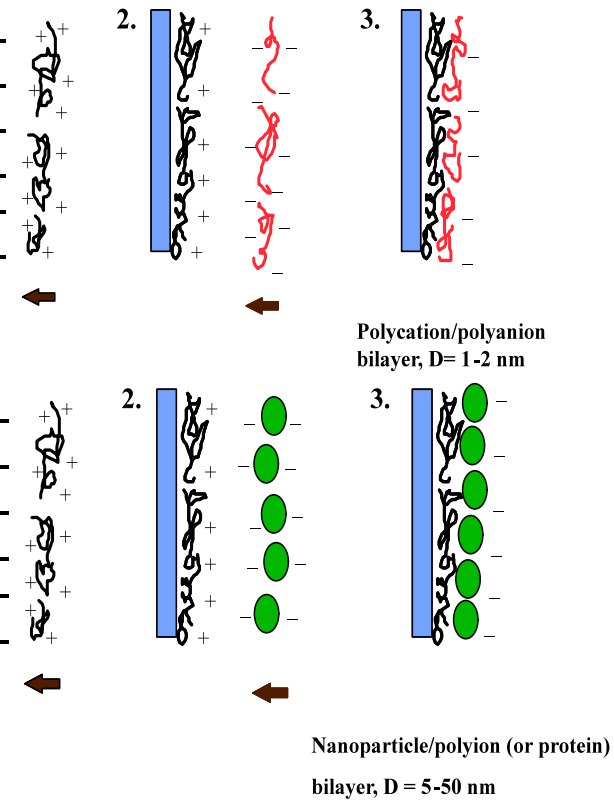 2.
3.
Polycation/polyanion
bilayer, D= 1-2 nm
2.
3.
Nanoparticle/polyion (or protein)
bilayer, D = 5-50 nm